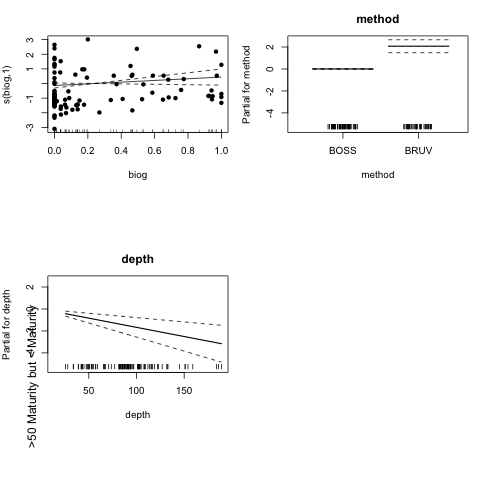 s(biog,1)
3
2
1
-1
-3
0.0 0.2 0.4 0.6 0.8 1.0
biog
method
Partial for method
2
0
-2
-4
BOSS BRUV
method
depth
Partial for depth
2
50 100 150
depth
>50 Maturity but
Maturity